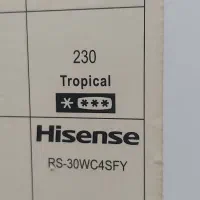 230
Tropical
Hisense
RS-30WC4SFY